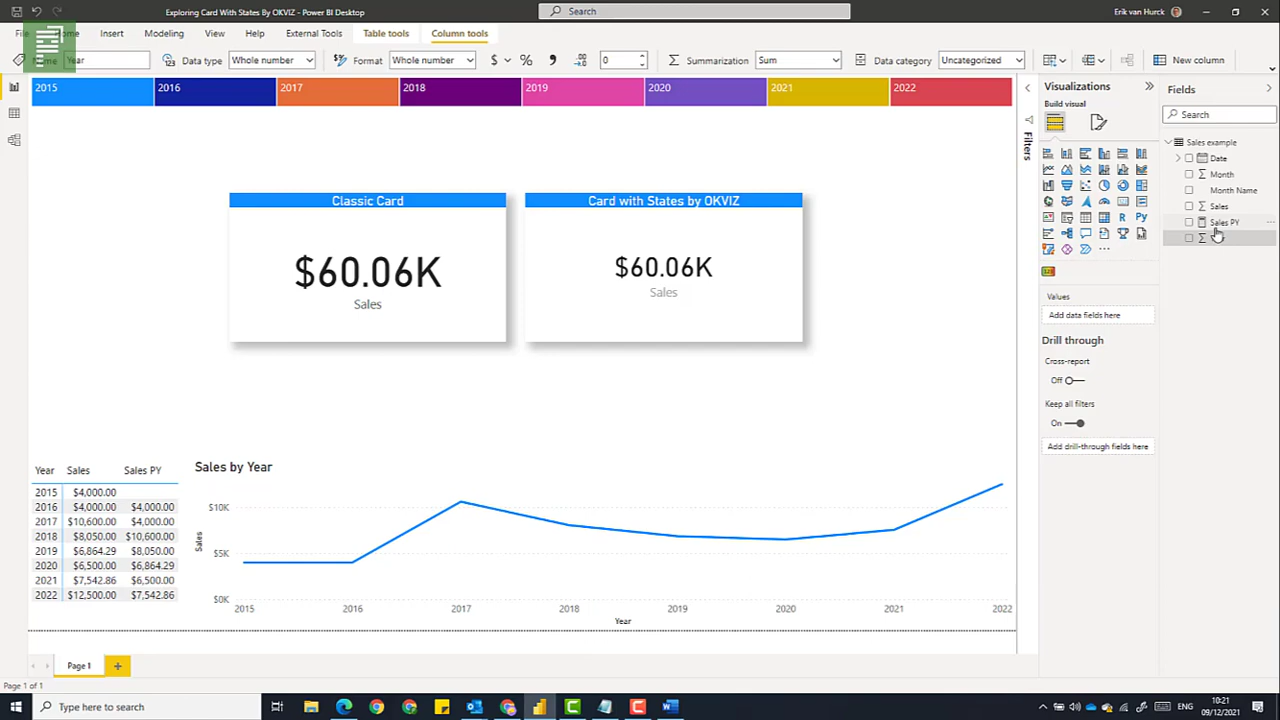 Exploring Card With States By OKVIZ - Power BI Desktop
Search
Erik van Hurck
Home
Insert
Modeling
View
Help
External Tools
Table tools
Column tools
Name
Year
Data type
Whole number
Format
Whole number
$
%
0
Summarization
Sum
Data category
Uncategorized
New column
2015
2016
2017
2018
2019
2020
2021
2022
Classic Card
$60.06K
Sales
Card with States by OKVIZ
$60.06K
Sales
Year Sales Sales PY
2015 $4,000.00
2016 $4,000.00 $4,000.00
2017 $10,600.00 $4,000.00
2018 $8,050.00 $10,600.00
2019 $6,864.29 $8,050.00
2020 $6,500.00 $6,864.29
2021 $7,542.86 $6,500.00
2022 $12,500.00 $7,542.86
Sales by Year
$10K
$5K
$0K
Sales
2015 2016 2017 2018 2019 2020 2021 2022
Year
Filters
Visualizations
Build visual
R
Py
Values
Add data fields here
Drill through
Cross-report
Off
Keep all filters
On
Add drill-through fields here
Fields
Search
Sales example
Date
Month
Month Name
Sales
Sales PY
Page 1
Page 1 of 1
Type here to search
ENG
10:21
09/12/2021